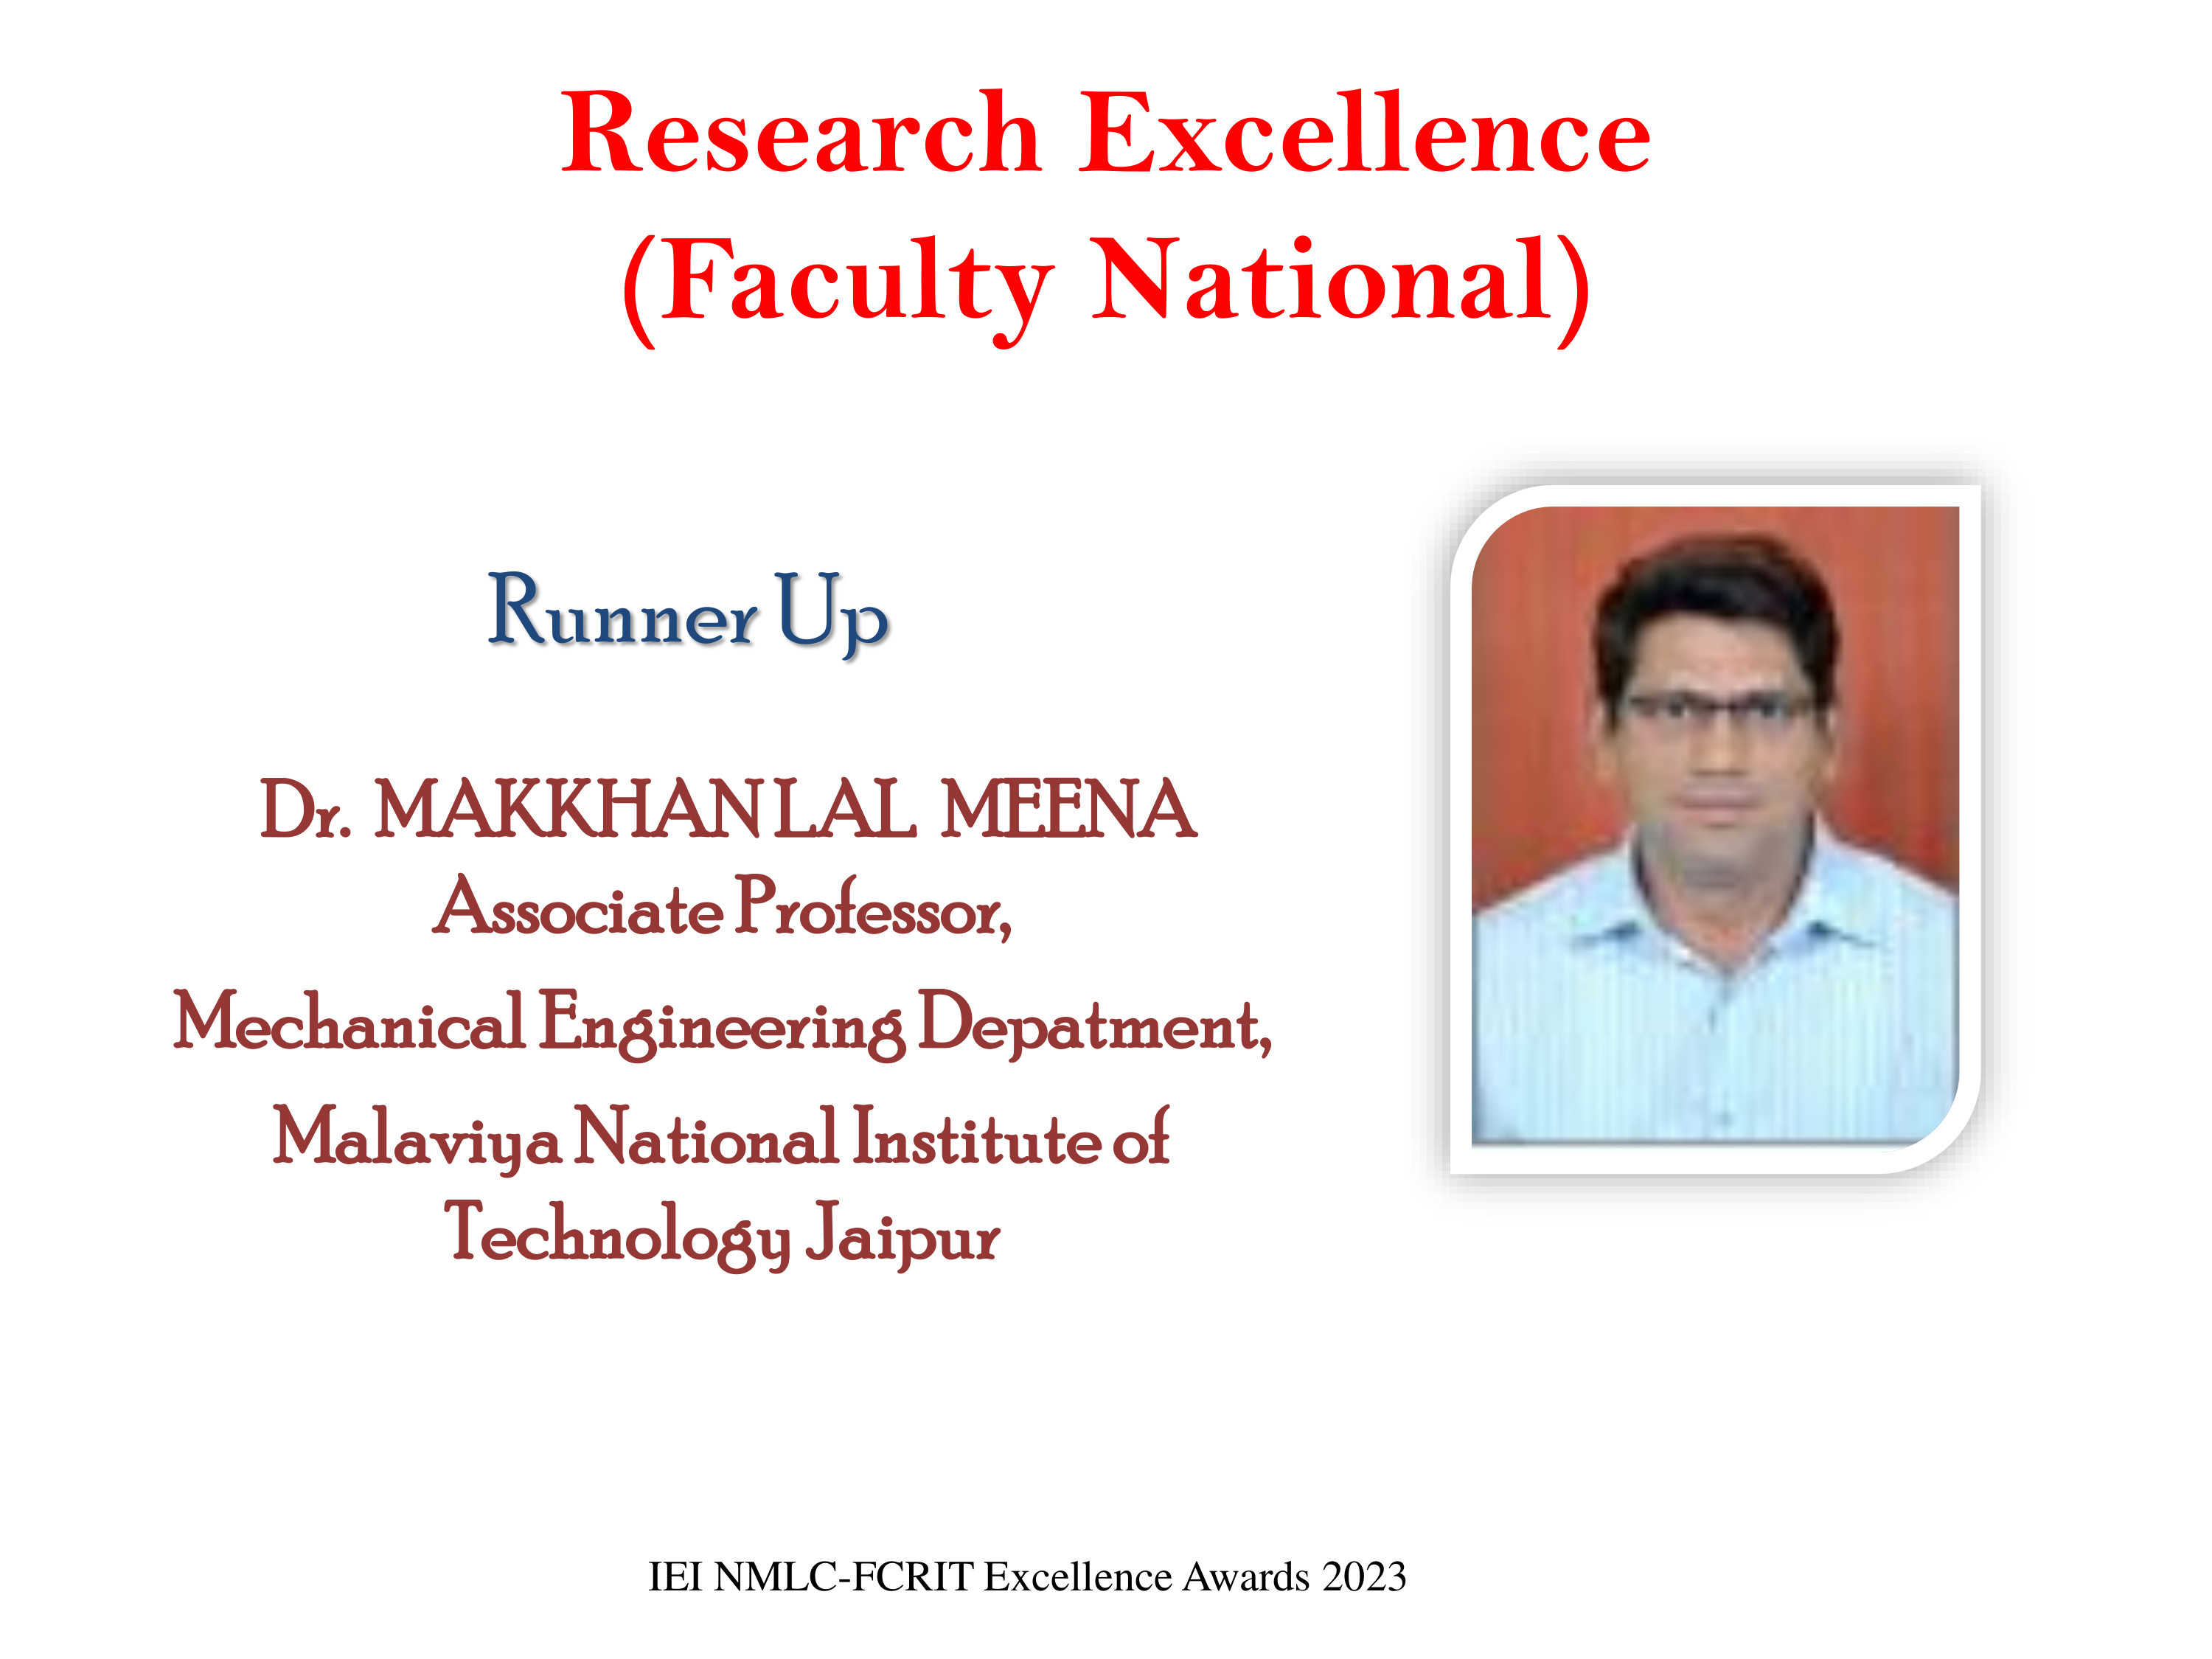 Research Excellence
(Faculty National)
Runner Up
Dr. MAKKHAN LAL MEENA
Associate Professor,
Mechanical Engineering Depatment,
Malaviya National Institute of
Technology Jaipur
IEI NMLC-FCRIT Excellence Awards 2023